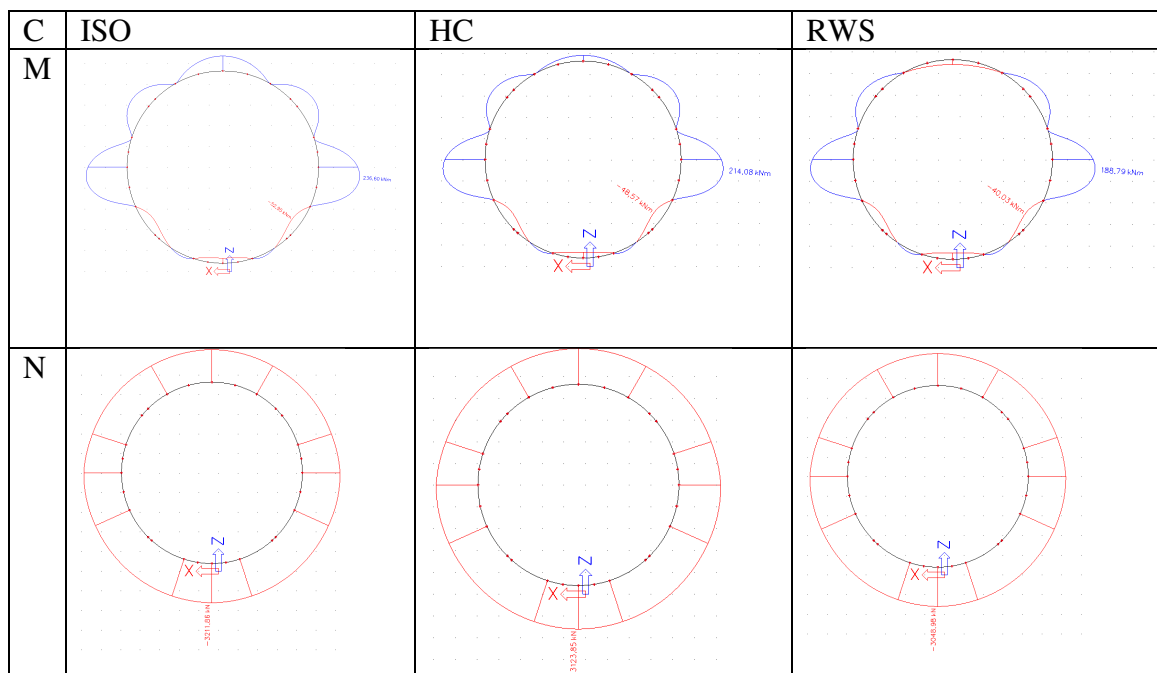 C ISO HC RWS
M
236,60 kNm
Z
X
214,08 kNm
-48,57 kNm
Z
X
188,79 kNm
-40,03 kNm
Z
X
N
Z
X
-3211,86 kN
Z
X
3123,85 kN
Z
X
-3048,98 kN